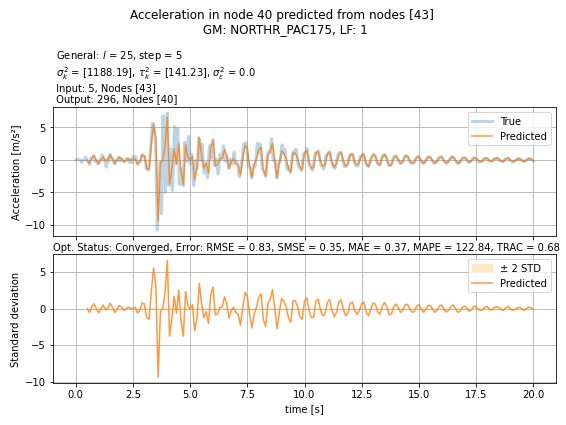 Acceleration in node 40 predicted from nodes [43]
GM: NORTHR_PAC175, LF: 1
General: l = 25, step = 5
σ²ₖ = [1188.19], τ²ₖ = [141.23], σ²ε = 0.0
Input: 5, Nodes [43]
Output: 296, Nodes [40]
Acceleration [m/s²]
5
0
−5
−10
True
Predicted
Opt. Status: Converged, Error: RMSE = 0.83, SMSE = 0.35, MAE = 0.37, MAPE = 122.84, TRAC = 0.68
Standard deviation
5
0
−5
−10
± 2 STD
Predicted
0.0 2.5 5.0 7.5 10.0 12.5 15.0 17.5 20.0
time [s]